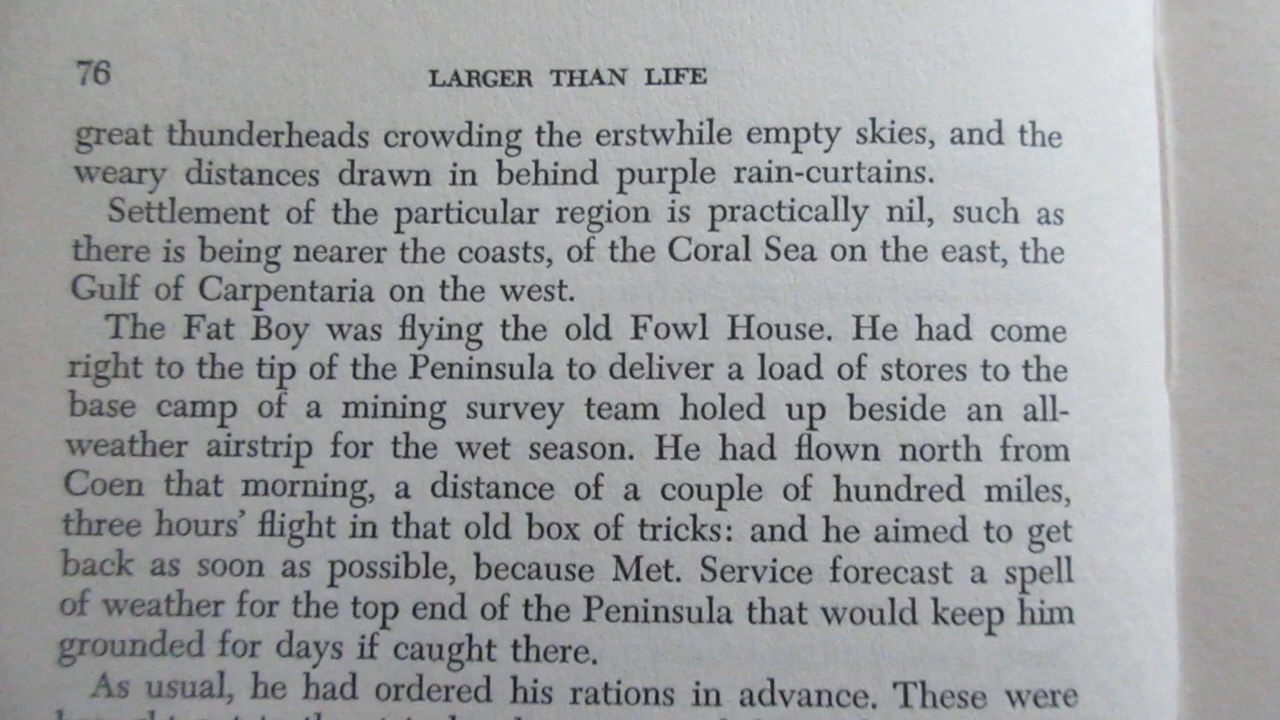 76
LARGER THAN LIFE
great thunderheads crowding the erstwhile empty skies, and the
weary distances drawn in behind purple rain-curtains.
Settlement of the particular region is practically nil, such as
there is being nearer the coasts, of the Coral Sea on the east, the
Gulf of Carpentaria on the west.
The Fat Boy was flying the old Fowl House. He had come
right to the tip of the Peninsula to deliver a load of stores to the
base camp of a mining survey team holed up beside an all-
weather airstrip for the wet season. He had flown north from
Coen that morning, a distance of a couple of hundred miles,
three hours' flight in that old box of tricks: and he aimed to get
back as soon as possible, because Met. Service forecast a spell
of weather for the top end of the Peninsula that would keep him
grounded for days if caught there.
As usual, he had ordered his rations in advance. These were